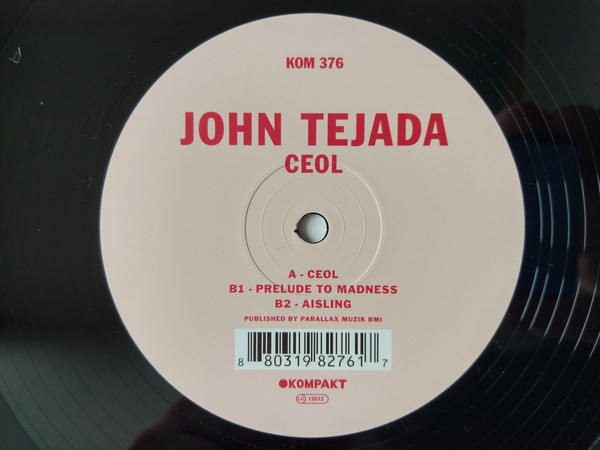 KOM 376
JOHN TEJADA
CEOL
A - CEOL
B1 - PRELUDE TO MADNESS
B2 - AISLING
PUBLISHED BY PARALLAX MUZIK BMI
8 80319 82761 7
KOMPAKT
LC